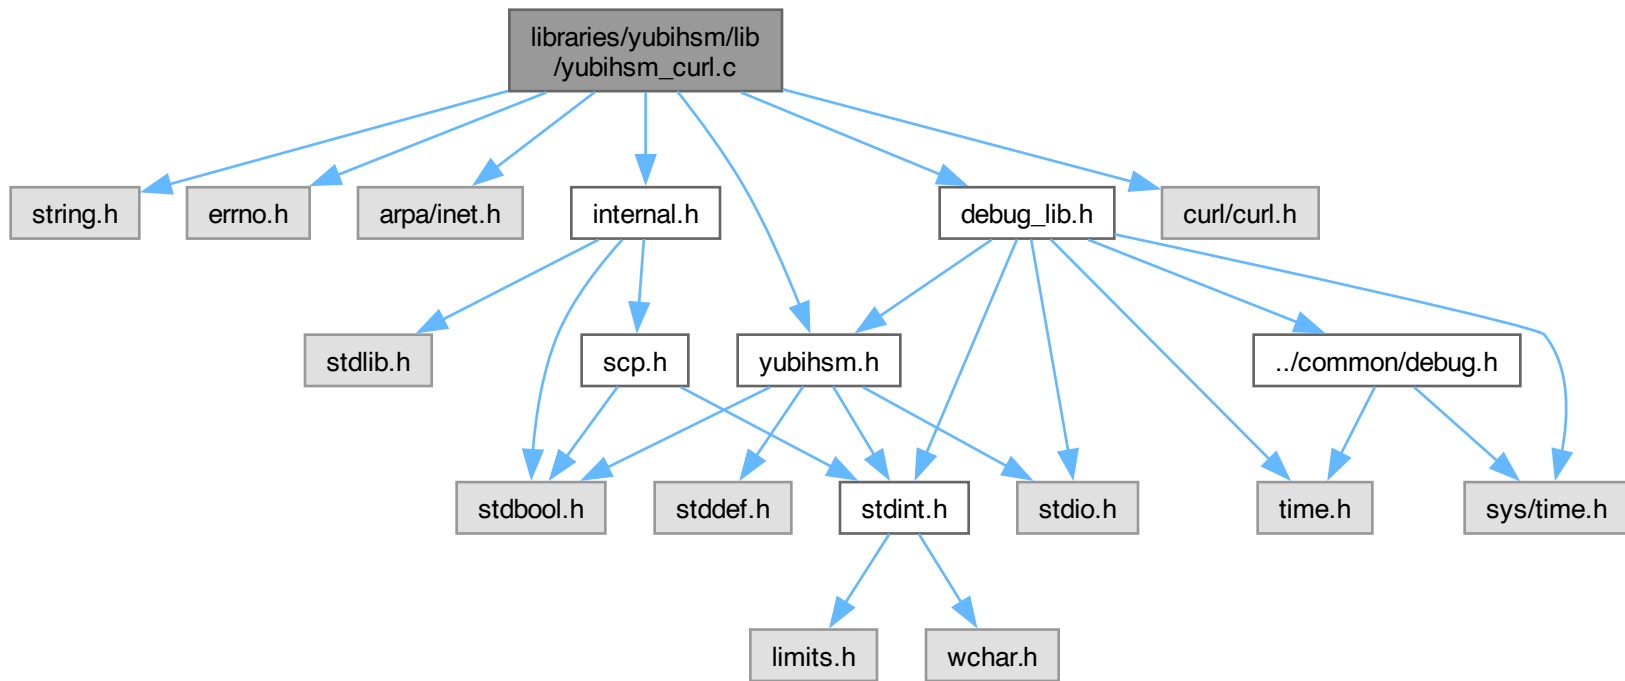 libraries/yubihsm/lib
/yubihsm_curl.c
string.h
errno.h
arpa/inet.h
internal.h
debug_lib.h
curl/curl.h
stdlib.h
scp.h
yubihsm.h
../common/debug.h
stdbool.h
stddef.h
stdint.h
stdio.h
time.h
sys/time.h
limits.h
wchar.h